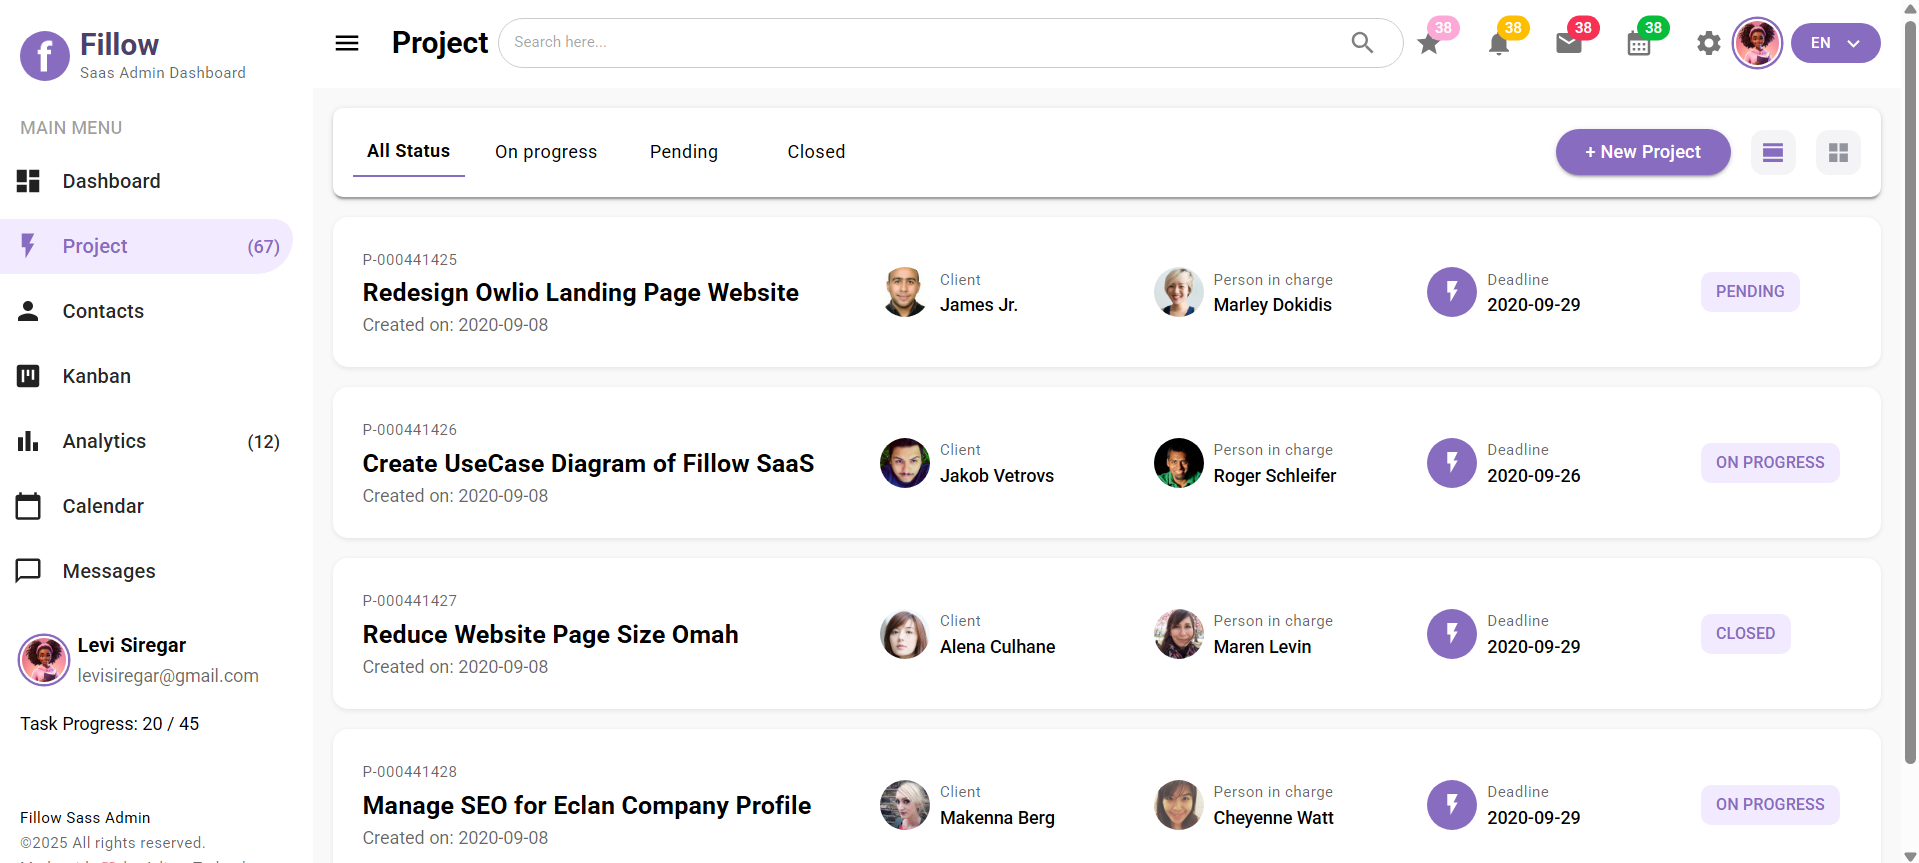 f
Fillow
Saas Admin Dashboard
MAIN MENU
Dashboard
Project (67)
Contacts
Kanban
Analytics (12)
Calendar
Messages
Levi Siregar
levisiregar@gmail.com
Task Progress: 20 / 45
Fillow Sass Admin
©2025 All rights reserved.
Project
Search here...
38
38
38
38
EN
All Status
On progress
Pending
Closed
+ New Project
P-000441425
Redesign Owlio Landing Page Website
Created on: 2020-09-08
Client
James Jr.
Person in charge
Marley Dokidis
Deadline
2020-09-29
PENDING
P-000441426
Create UseCase Diagram of Fillow SaaS
Created on: 2020-09-08
Client
Jakob Vetrovs
Person in charge
Roger Schleifer
Deadline
2020-09-26
ON PROGRESS
P-000441427
Reduce Website Page Size Omah
Created on: 2020-09-08
Client
Alena Culhane
Person in charge
Maren Levin
Deadline
2020-09-29
CLOSED
P-000441428
Manage SEO for Eclan Company Profile
Created on: 2020-09-08
Client
Makenna Berg
Person in charge
Cheyenne Watt
Deadline
2020-09-29
ON PROGRESS